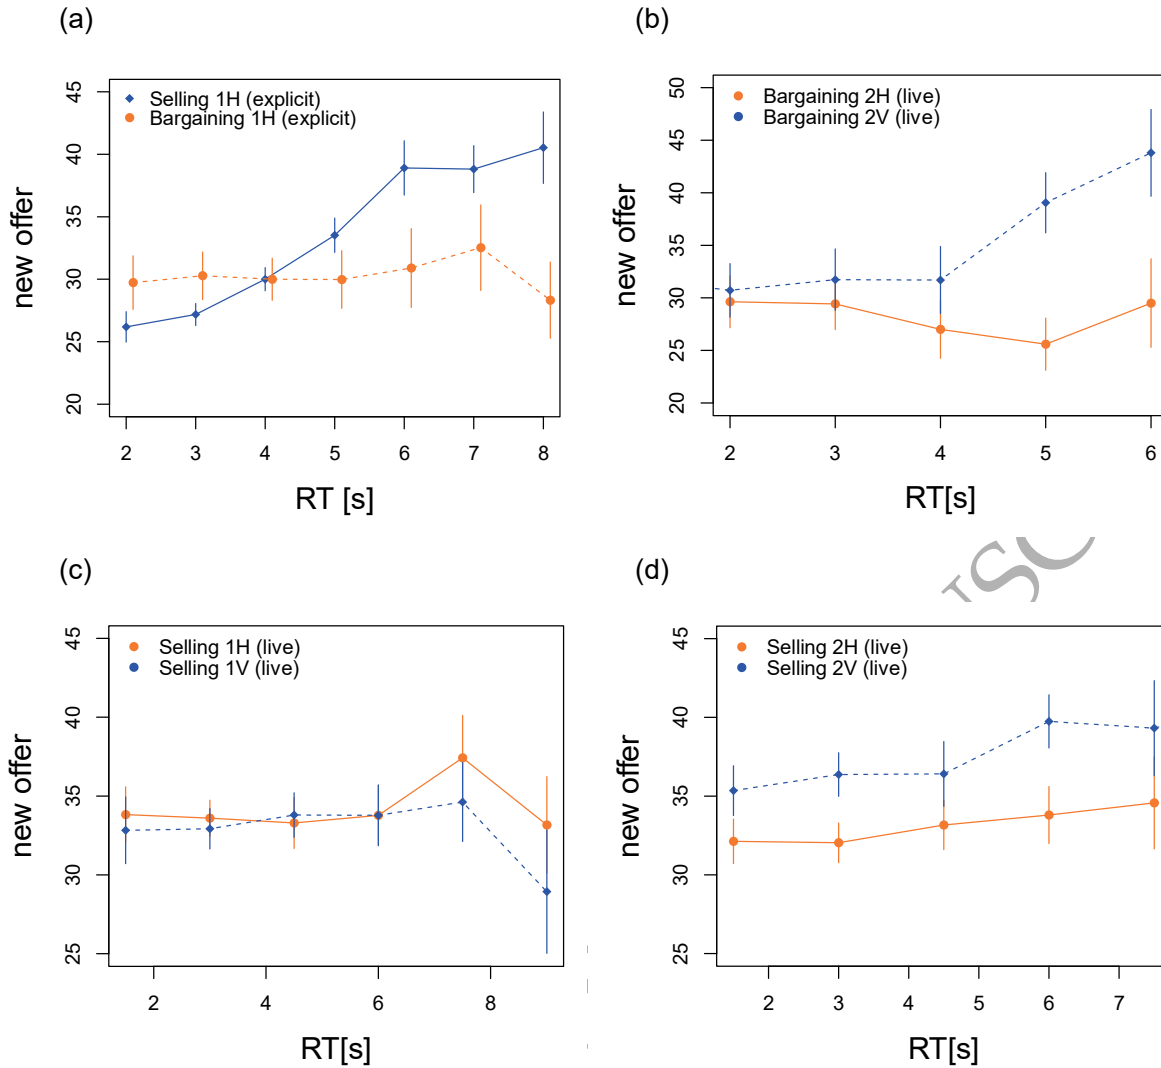 (a)
45
40
35
30
25
20
new offer
Selling 1H (explicit)
Bargaining 1H (explicit)
2 3 4 5 6 7 8
RT [s]
(b)
50
45
40
35
30
25
20
new offer
Bargaining 2H (live)
Bargaining 2V (live)
2 3 4 5 6
RT[s]
(c)
45
40
35
30
25
new offer
Selling 1H (live)
Selling 1V (live)
2 4 6 8
RT[s]
(d)
45
40
35
30
25
new offer
Selling 2H (live)
Selling 2V (live)
2 3 4 5 6 7
RT[s]